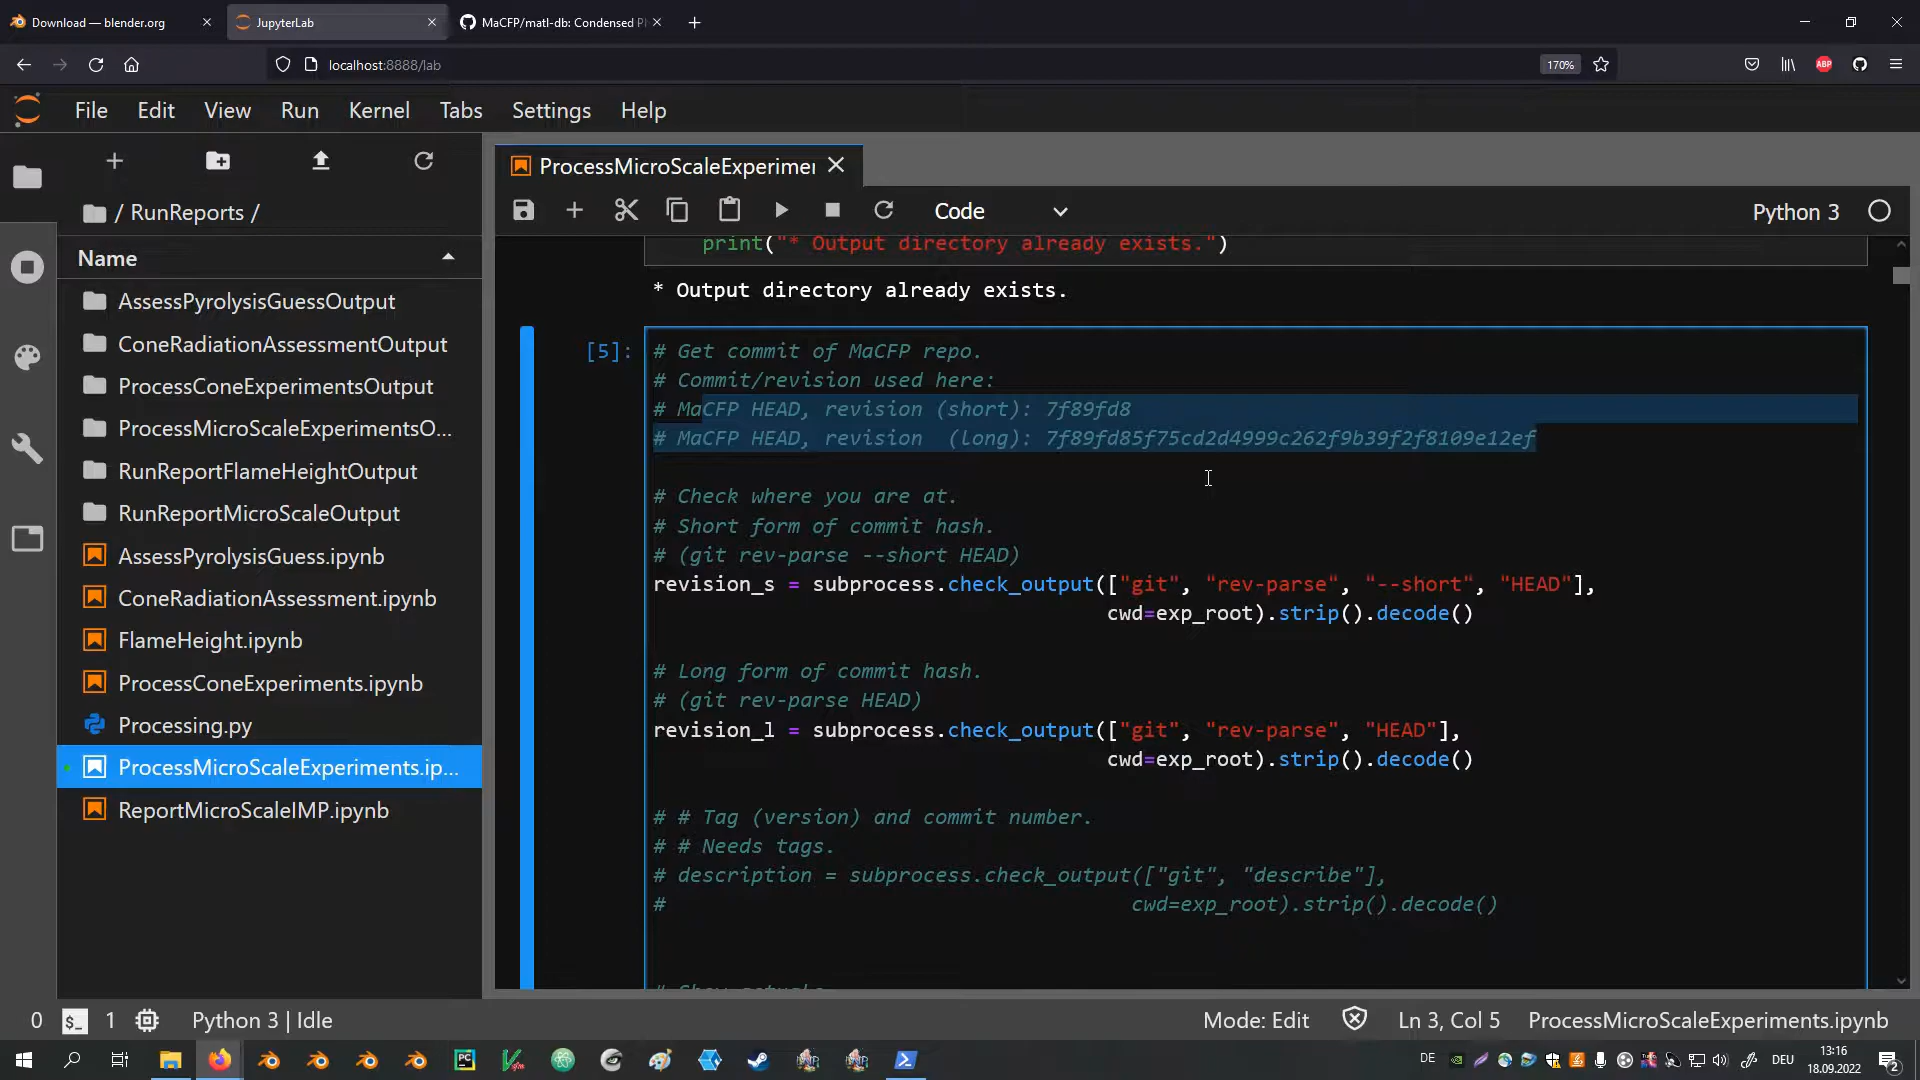 Download — blender.org
JupyterLab
MaCFP/matl-db: Condensed P
localhost:8888/lab
170%
ABP
File Edit View Run Kernel Tabs Settings Help
/ RunReports /
Name
AssessPyrolysisGuessOutput
ConeRadiationAssessmentOutput
ProcessConeExperimentsOutput
ProcessMicroScaleExperimentsO...
RunReportFlameHeightOutput
RunReportMicroScaleOutput
AssessPyrolysisGuess.ipynb
ConeRadiationAssessment.ipynb
FlameHeight.ipynb
ProcessConeExperiments.ipynb
Processing.py
ProcessMicroScaleExperiments.ip...
ReportMicroScaleIMP.ipynb
ProcessMicroScaleExperimen
Code
Python 3
print("* Output directory already exists.")
* Output directory already exists.
[5]:
# Get commit of MaCFP repo.
# Commit/revision used here:
# MaCFP HEAD, revision (short): 7f89fd8
# MaCFP HEAD, revision  (long): 7f89fd85f75cd2d4999c262f9b39f2f8109e12ef
# Check where you are at.
# Short form of commit hash.
# (git rev-parse --short HEAD)
revision_s = subprocess.check_output(["git", "rev-parse", "--short", "HEAD"],
cwd=exp_root).strip().decode()
# Long form of commit hash.
# (git rev-parse HEAD)
revision_l = subprocess.check_output(["git", "rev-parse", "HEAD"],
cwd=exp_root).strip().decode()
# # Tag (version) and commit number.
# # Needs tags.
# description = subprocess.check_output(["git", "describe"],
# cwd=exp_root).strip().decode()
0 $_ 1 Python 3 | Idle
Mode: Edit Ln 3, Col 5 ProcessMicroScaleExperiments.ipynb
PC
DE
DEU
13:16
18.09.2022
2